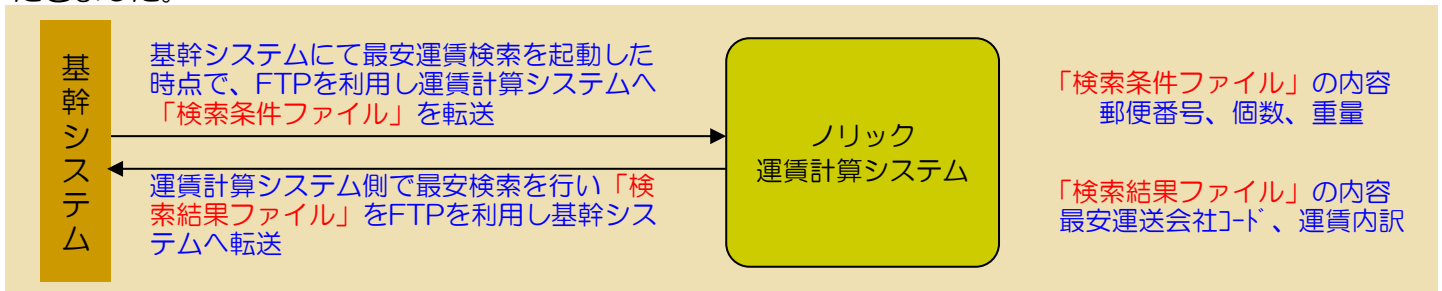 基幹システム
基幹システムにて最安運賃検索を起動した
時点で、FTPを利用し運賃計算システムへ
「検索条件ファイル」を転送
運賃計算システム側で最安検索を行い「検
索結果ファイル」をFTPを利用し基幹シス
テムへ転送
ノリック
運賃計算システム
「検索条件ファイル」の内容
郵便番号、個数、重量
「検索結果ファイル」の内容
最安運送会社ｺｰﾄﾞ、運賃内訳